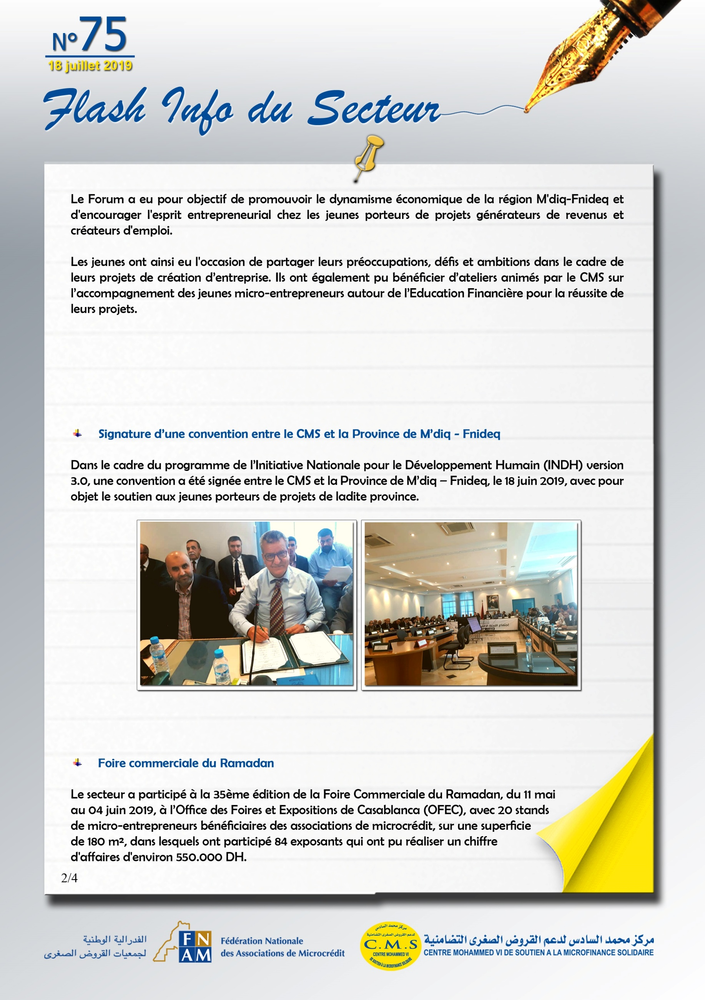 N°75
18 juillet 2019
Flash Info du Secteur
Le Forum a eu pour objectif de promouvoir le dynamisme économique de la région M'diq-Fnideq et
d'encourager l'esprit entrepreneurial chez les jeunes porteurs de projets générateurs de revenus et
créateurs d'emploi.
Les jeunes ont ainsi eu l'occasion de partager leurs préoccupations, défis et ambitions dans le cadre de
leurs projets de création d’entreprise. Ils ont également pu bénéficier d’ateliers animés par le CMS sur
l’accompagnement des jeunes micro-entrepreneurs autour de l’Education Financière pour la réussite de
leurs projets.
Signature d’une convention entre le CMS et la Province de M’diq - Fnideq
Dans le cadre du programme de l’Initiative Nationale pour le Développement Humain (INDH) version
3.0, une convention a été signée entre le CMS et la Province de M’diq – Fnideq, le 18 juin 2019, avec pour
objet le soutien aux jeunes porteurs de projets de ladite province.
إجتماع اللجنة
Foire commerciale du Ramadan
Le secteur a participé à la 35ème édition de la Foire Commerciale du Ramadan, du 11 mai
au 04 juin 2019, à l’Office des Foires et Expositions de Casablanca (OFEC), avec 20 stands
de micro-entrepreneurs bénéficiaires des associations de microcrédit, sur une superficie
de 180 m², dans lesquels ont participé 84 exposants qui ont pu réaliser un chiffre
d'affaires d'environ 550.000 DH.
2/4
الفدرالية الوطنية
لجمعيات القروض الصغرى
FN
AM
Fédération Nationale
des Associations de Microcrédit
مركز محمد السادس
لدعم القروض الصغرى التضامنية
C.M.S
CENTRE MOHAMMED VI
DE SOUTIEN À LA MICROFINANCE SOLIDAIRE
مركز محمد السادس لدعم القروض الصغرى التضامنية
CENTRE MOHAMMED VI DE SOUTIEN A LA MICROFINANCE SOLIDAIRE